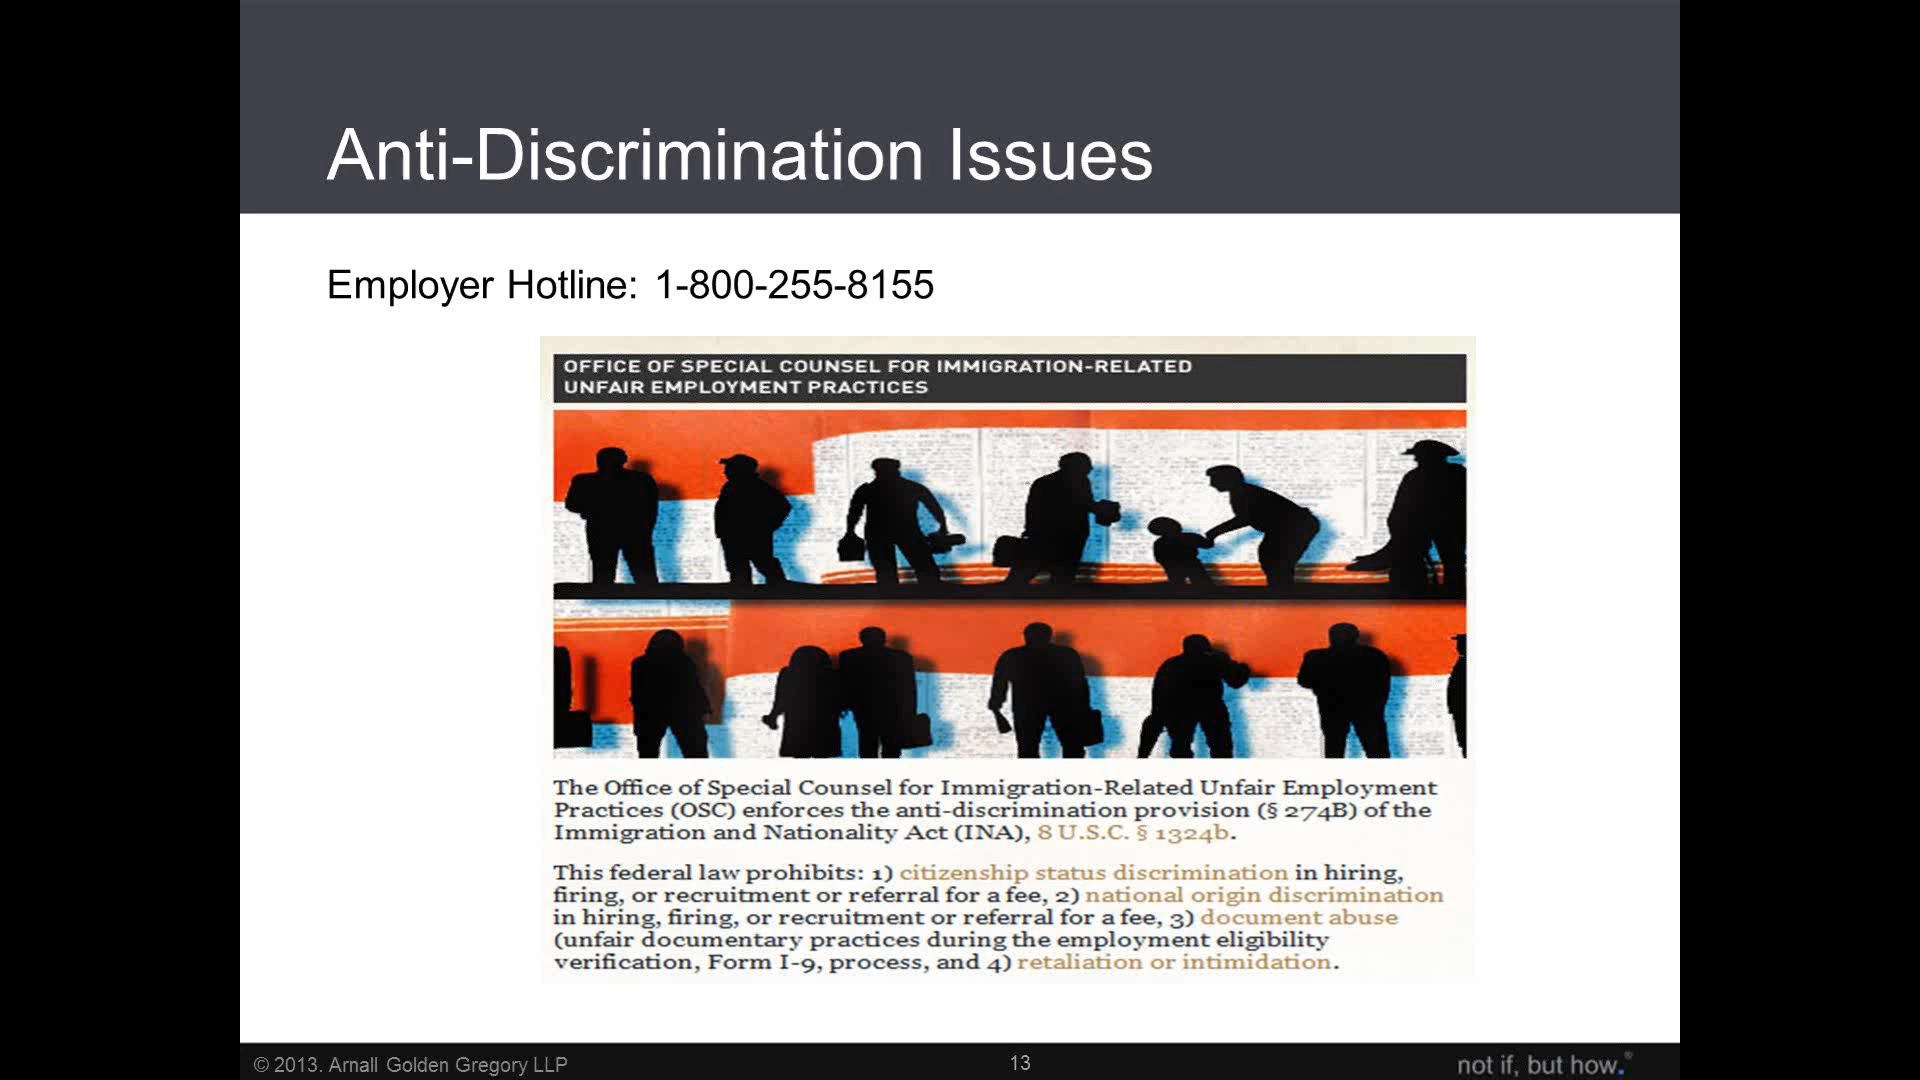 Anti-Discrimination Issues
Employer Hotline: 1-800-255-8155
OFFICE OF SPECIAL COUNSEL FOR IMMIGRATION-RELATED
UNFAIR EMPLOYMENT PRACTICES
The Office of Special Counsel for Immigration-Related Unfair Employment
Practices (OSC) enforces the anti-discrimination provision (§ 274B) of the
Immigration and Nationality Act (INA), 8 U.S.C. § 1324b.
This federal law prohibits: 1) citizenship status discrimination in hiring,
firing, or recruitment or referral for a fee, 2) national origin discrimination
in hiring, firing, or recruitment or referral for a fee, 3) document abuse
(unfair documentary practices during the employment eligibility
verification, Form I-9, process, and 4) retaliation or intimidation.
© 2013. Arnall Golden Gregory LLP
13
not if, but how.®